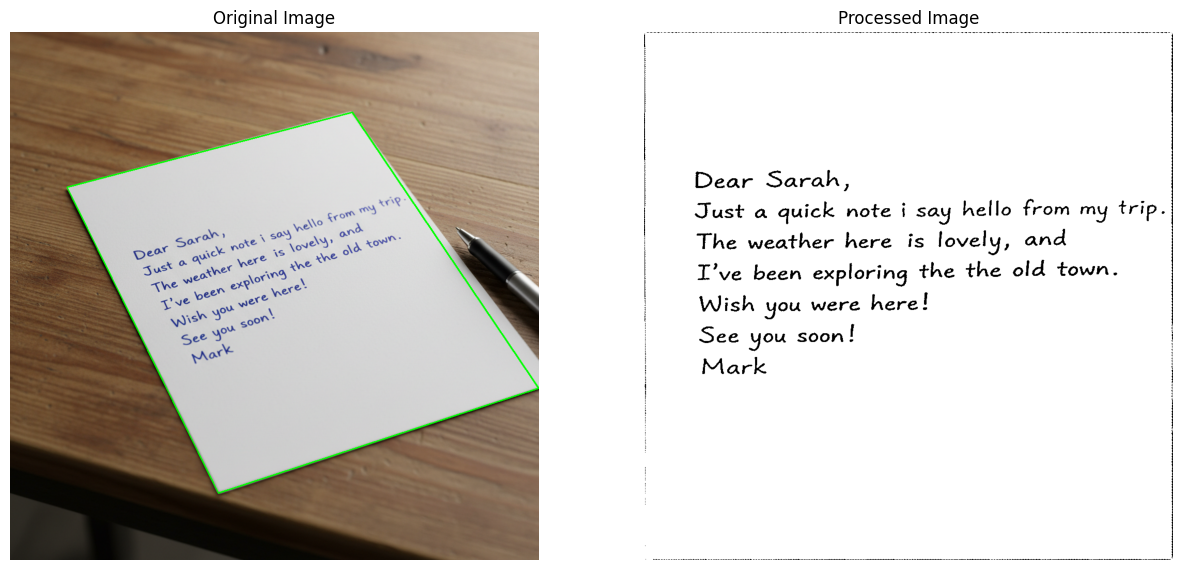 Original Image
Dear Sarah,
Just a quick note i say hello from my trip.
The weather here is lovely, and
I've been exploring the the old town.
Wish you were here!
See you soon!
Mark
Processed Image
Dear Sarah,
Just a quick note i say hello from my trip.
The weather here is lovely, and
I've been exploring the the old town.
Wish you were here!
See you soon!
Mark